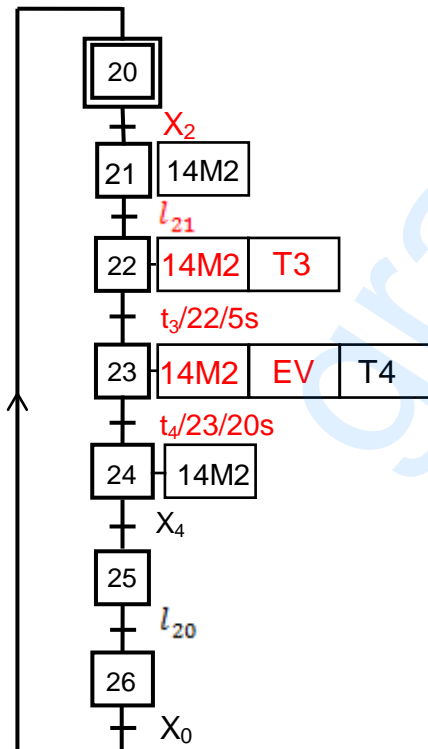 20
X₂
21 14M2
l₂₁
22 14M2 T3
t₃/22/5s
23 14M2 EV T4
t₄/23/20s
24 14M2
X₄
25
l₂₀
26
X₀